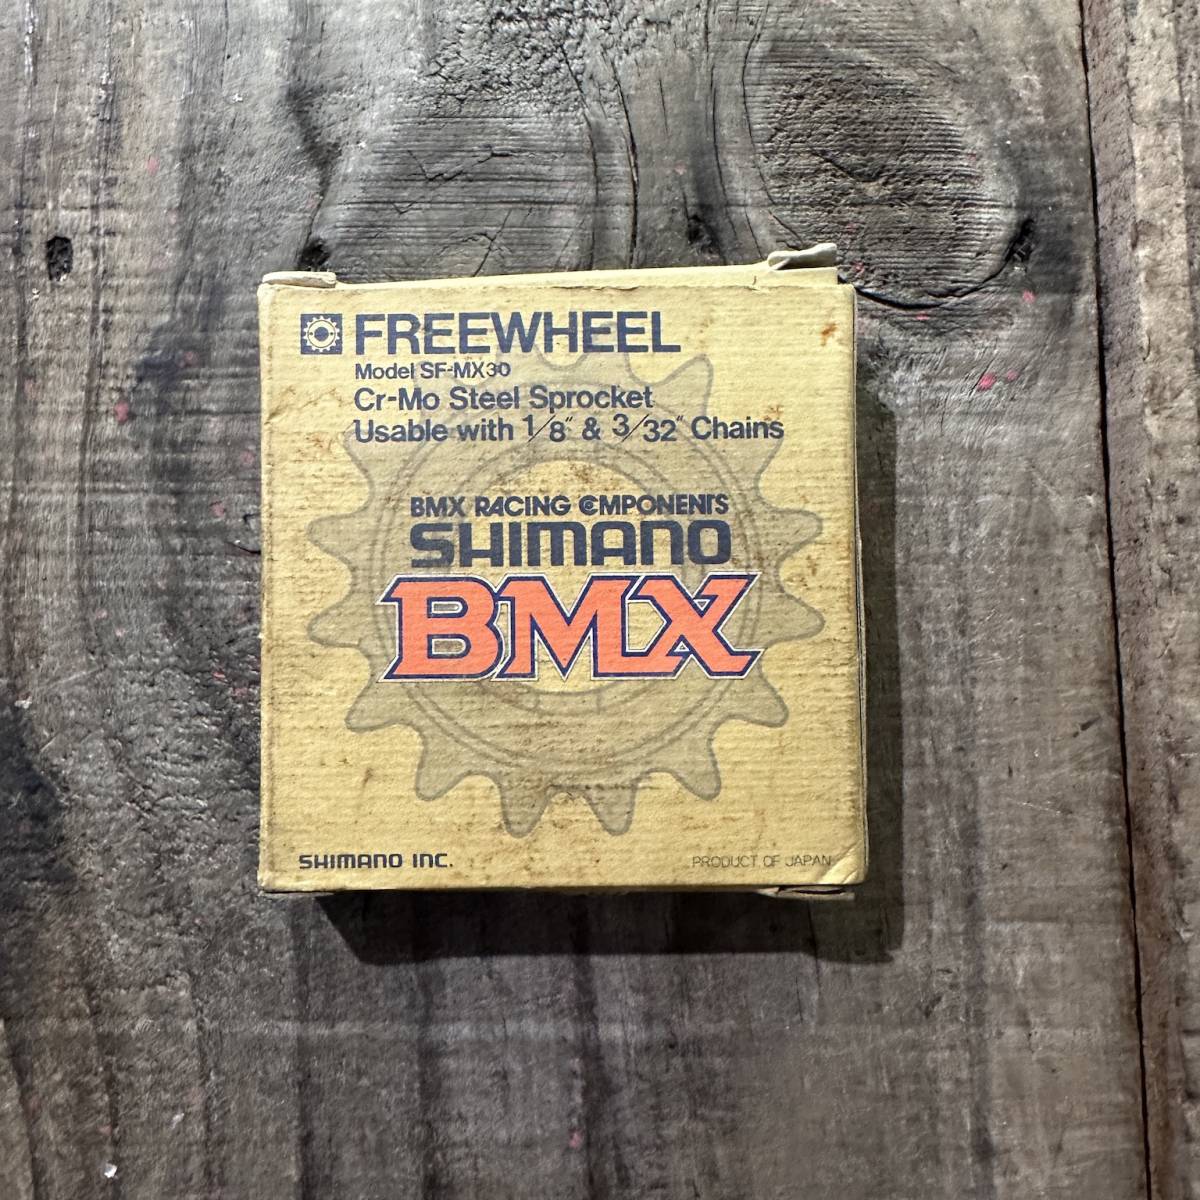 FREEWHEEL
Model SF-MX30
Cr-Mo Steel Sprocket
Usable with 1/8" & 3/32" Chains
BMX RACING COMPONENTS
SHIMANO
BMX
SHIMANO INC.
PRODUCT OF JAPAN